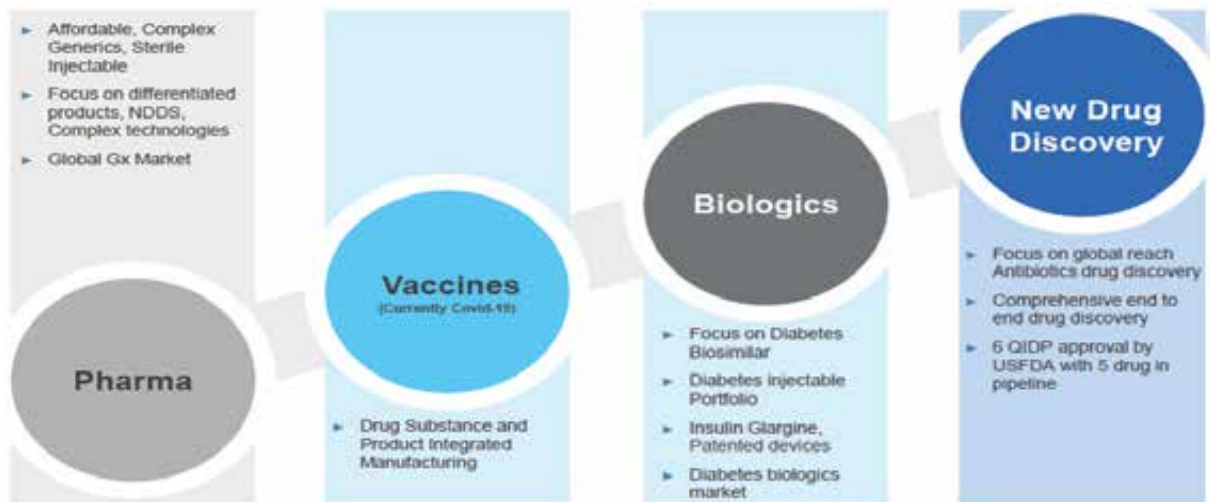 Affordable, Complex
Generics, Sterile
Injectable
Focus on differentiated
products, NDDS,
Complex technologies
Global Gx Market
Pharma
Vaccines
(Currently Covid-19)
Drug Substance and
Product Integrated
Manufacturing
Biologics
Focus on Diabetes
Biosimilar
Diabetes injectable
Portfolio
Insulin Glargine,
Patented devices
Diabetes biologics
market
New Drug
Discovery
Focus on global reach
Antibiotics drug discovery
Comprehensive end to
end drug discovery
6 QIDP approval by
USFDA with 5 drug in
pipeline